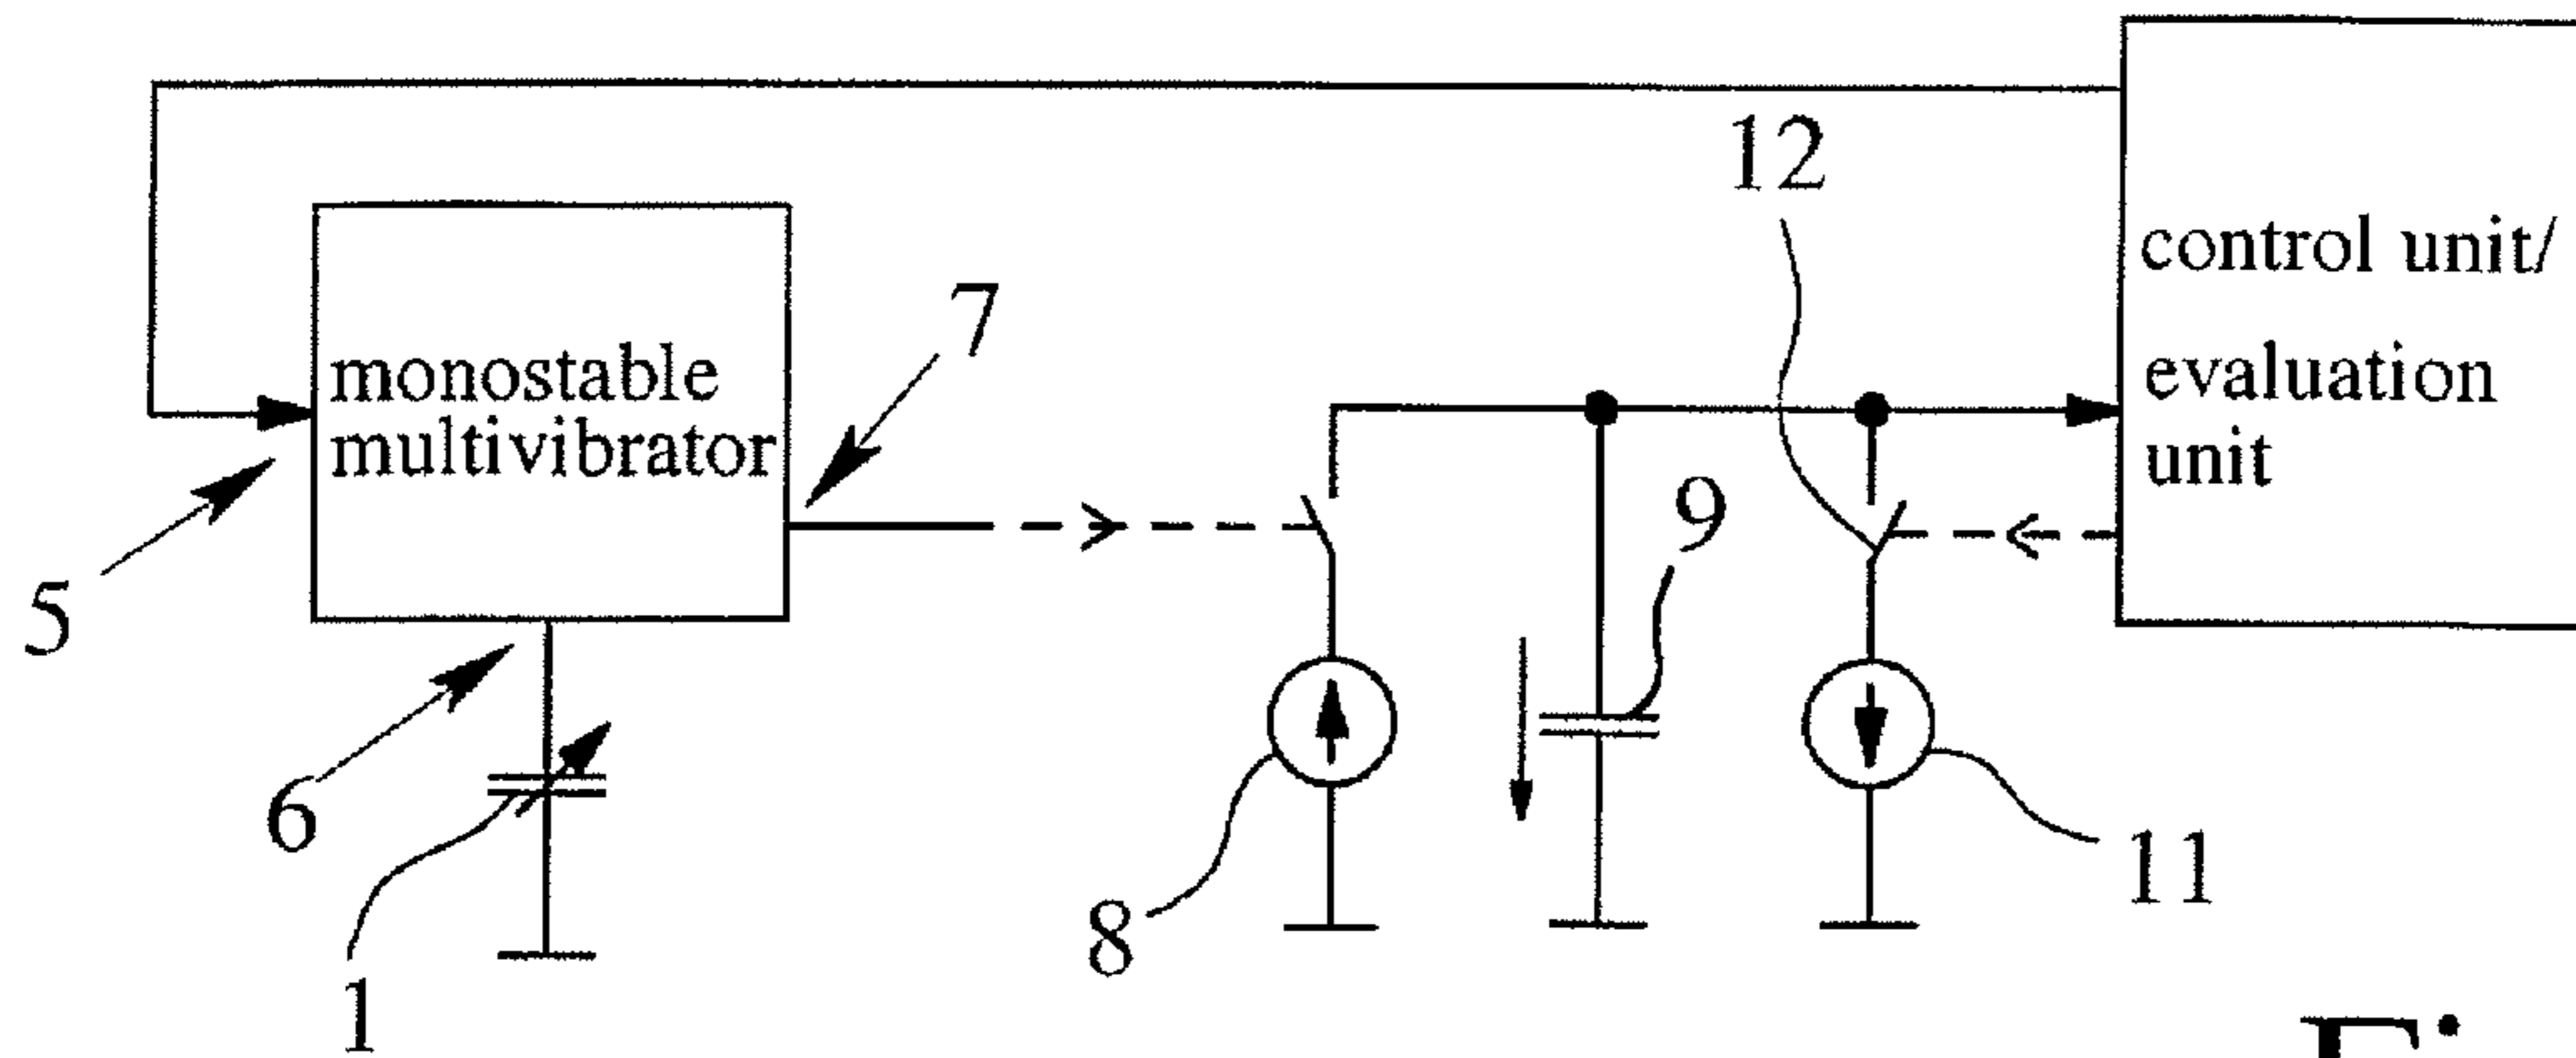 12
control unit/
7
monostable
multivibrator
evaluation
unit
9
5
6
11
8
1